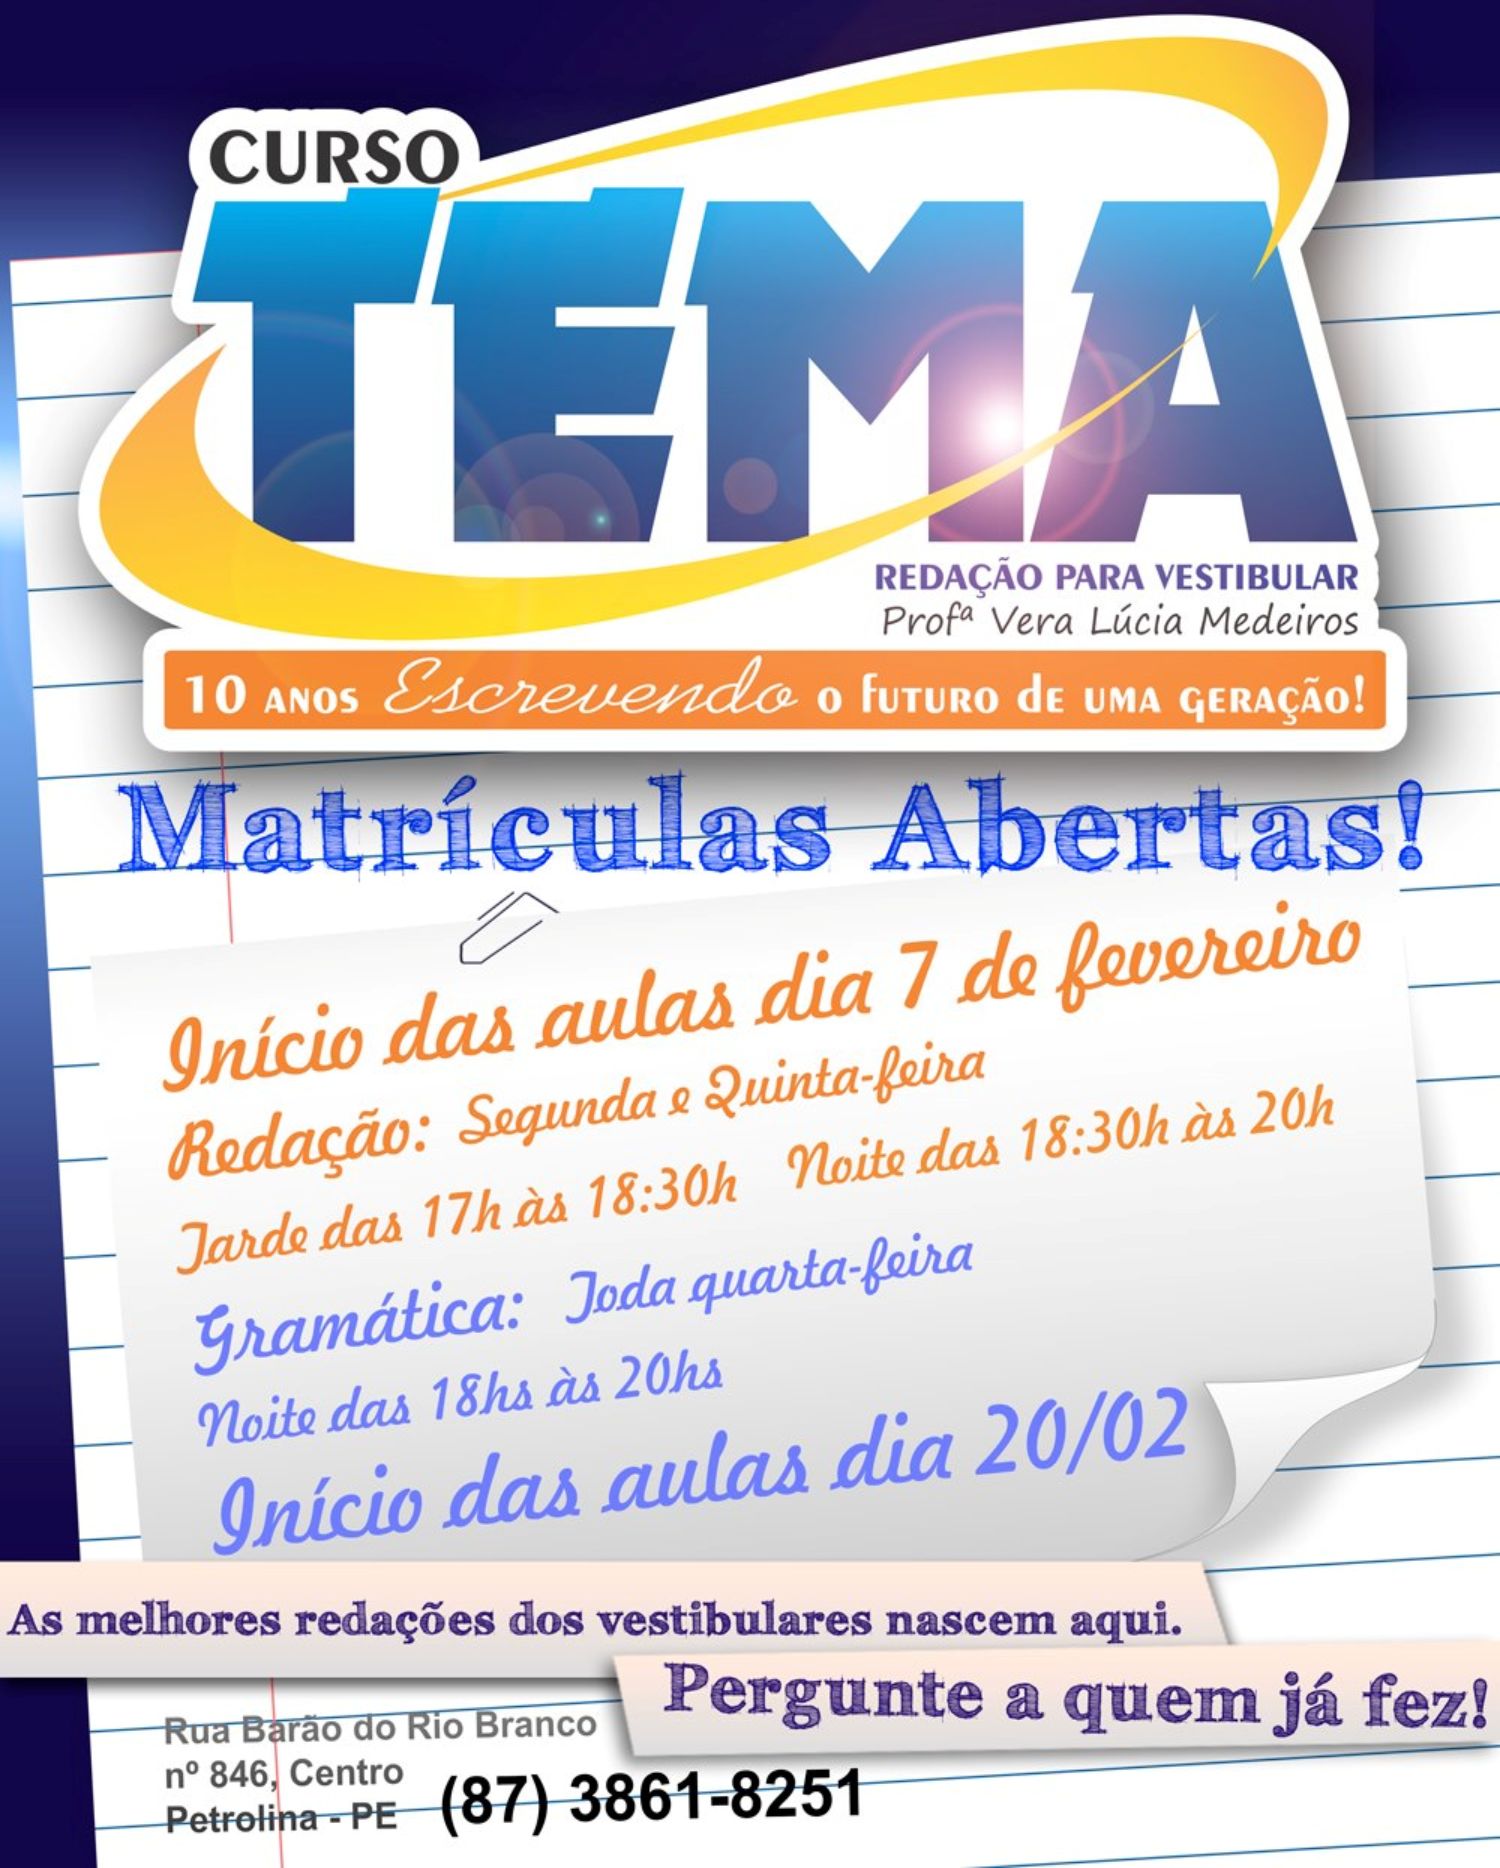 CURSO
TEMA
REDAÇÃO PARA VESTIBULAR
Profª Vera Lúcia Medeiros
10 ANOS Escrevendo O FUTURO DE UMA GERAÇÃO!
Matrículas Abertas!
Início das aulas dia 7 de fevereiro
Redação: Segunda e Quinta-feira
Tarde das 17h às 18:30h Noite das 18:30h às 20h
Gramática: Toda quarta-feira
Noite das 18hs às 20hs
Início das aulas dia 20/02
As melhores redações dos vestibulares nascem aqui.
Pergunte a quem já fez!
Rua Barão do Rio Branco
nº 846, Centro
Petrolina - PE
(87) 3861-8251